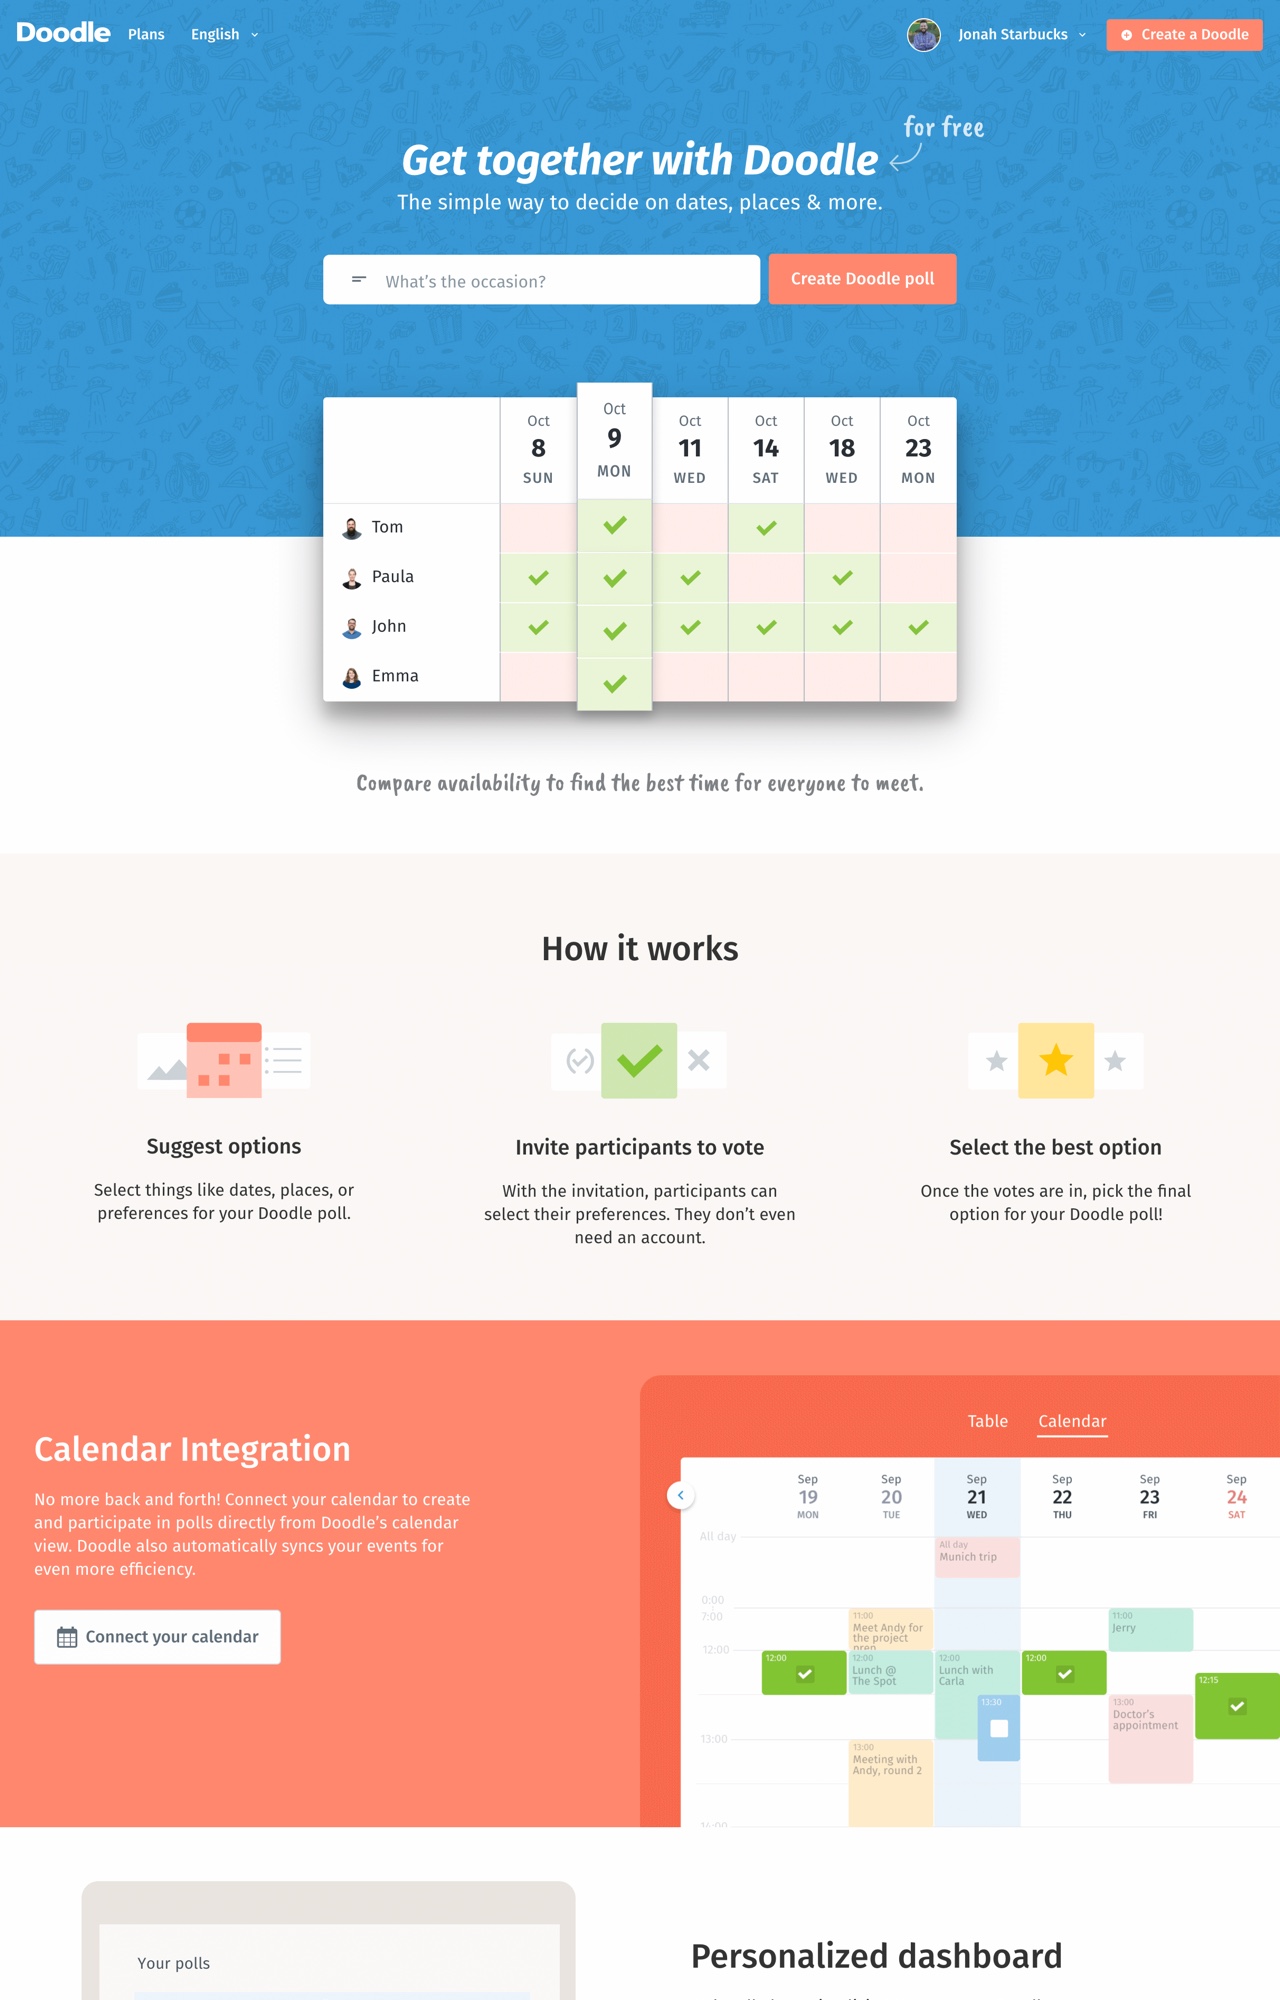 Doodle Plans English Jonah Starbucks Create a Doodle
for free
Get together with Doodle
The simple way to decide on dates, places & more.
What's the occasion? Create Doodle poll
Oct Oct Oct Oct Oct Oct
8 9 11 14 18 23
SUN MON WED SAT WED MON
Tom
Paula
John
Emma
Compare availability to find the best time for everyone to meet.
How it works
Suggest options
Select things like dates, places, or
preferences for your Doodle poll.
Invite participants to vote
With the invitation, participants can
select their preferences. They don't even
need an account.
Select the best option
Once the votes are in, pick the final
option for your Doodle poll!
Calendar Integration
No more back and forth! Connect your calendar to create
and participate in polls directly from Doodle's calendar
view. Doodle also automatically syncs your events for
even more efficiency.
Connect your calendar
Table Calendar
Sep Sep Sep Sep Sep Sep
19 20 21 22 23 24
MON TUE WED THU FRI SAT
All day
All day
Munich trip
0:00
7:00
11:00
Meet Andy for
the project
prep
11:00
Jerry
12:00
12:00
12:00
Lunch @
The Spot
12:00
Lunch with
Carla
12:00
12:15
13:30
13:00
Doctor's
appointment
13:00
13:00
Meeting with
Andy, round 2
14:00
Your polls
Personalized dashboard